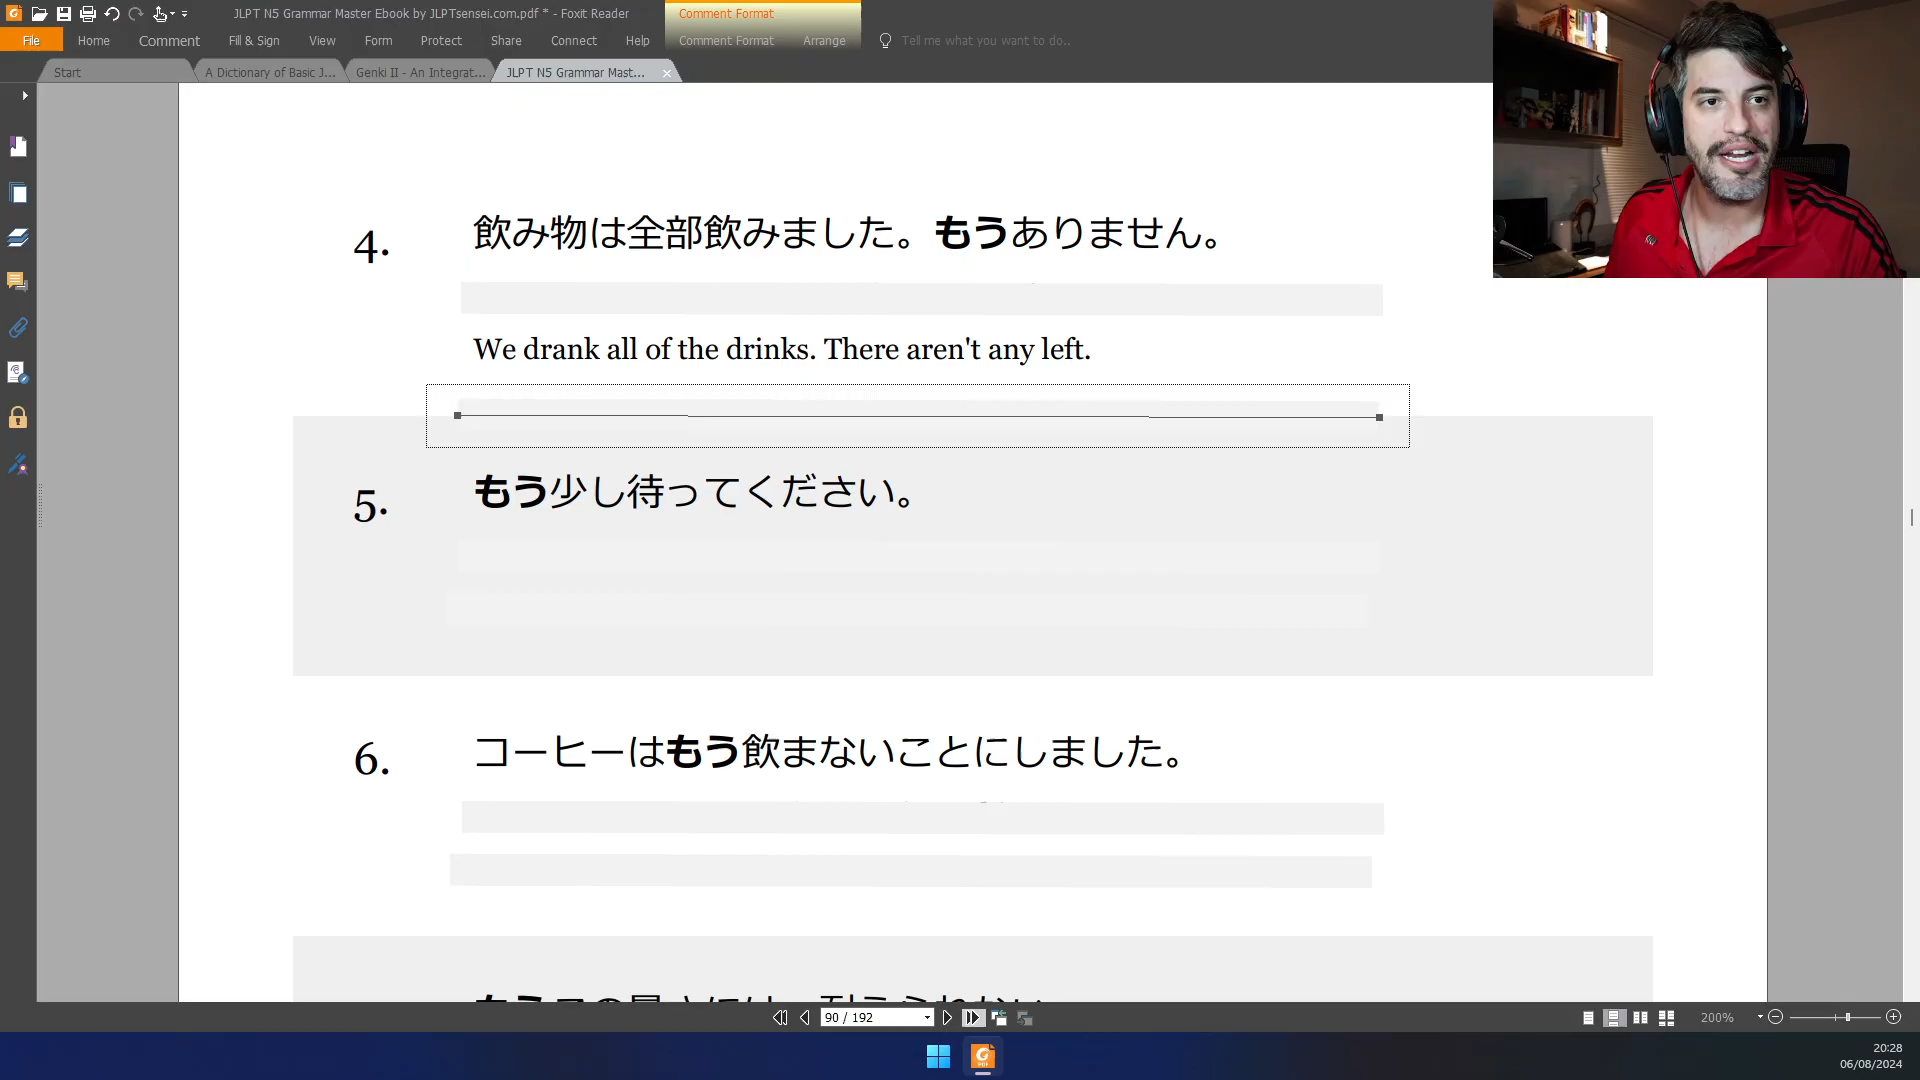 JLPT N5 Grammar Master Ebook by JLPTsensei.com.pdf * - Foxit Reader
Comment Format
File
Home
Comment
Fill & Sign
View
Form
Protect
Share
Connect
Help
Comment Format
Arrange
Tell me what you want to do..
Start
A Dictionary of Basic J...
Genki II - An Integrat...
JLPT N5 Grammar Mast...
4. 飲み物は全部飲みました。もうありません。
We drank all of the drinks. There aren't any left.
5. もう少し待ってください。
6. コーヒーはもう飲まないことにしました。
90 / 192
200%
20:28
06/08/2024